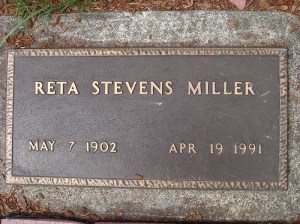 RETA STEVENS MILLER
MAY 7 1902 APR 19 1991